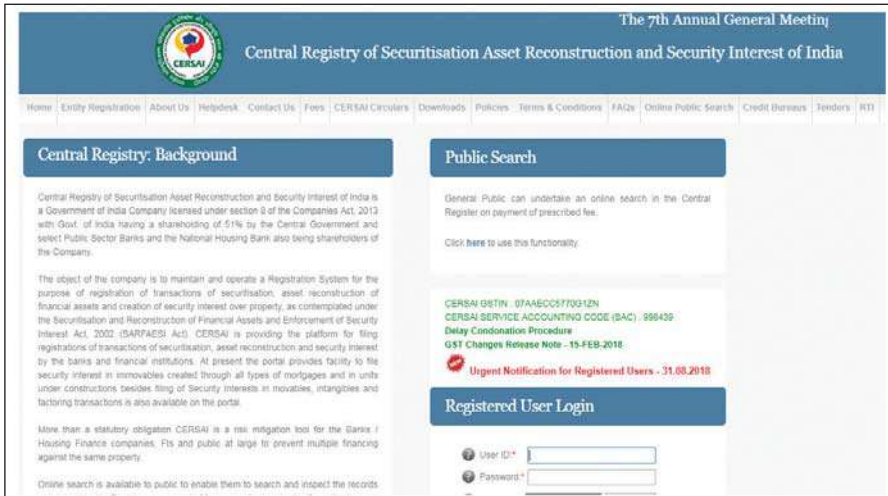 The 7th Annual General Meeting
CERSAI
Central Registry of Securitisation Asset Reconstruction and Security Interest of India
Home Entity Registration About Us Helpdesk Contact Us Fees CERSAI Circulars Downloads Policies Terms & Conditions FAQs Online Public Search Credit Bureaus Tenders RTI
Central Registry: Background
Central Registry of Securitisation Asset Reconstruction and Security Interest of India is
a Government of India Company licensed under section 8 of the Companies Act, 2013
with Govt. of India having a shareholding of 51% by the Central Government and
select Public Sector Banks and the National Housing Bank also being shareholders of
the Company.
The object of the company is to maintain and operate a Registration System for the
purpose of registration of transactions of securitisation, asset reconstruction of
financial assets and creation of security interest over property, as contemplated under
the Securitisation and Reconstruction of Financial Assets and Enforcement of Security
Interest Act, 2002 (SARFAESI Act). CERSAI is providing the platform for filing
registrations of transactions of securitisation, asset reconstruction and security interest
by the banks and financial institutions. At present the portal provides facility to file
security interest in immovables created through all types of mortgages and in units
under constructions besides filing of Security Interests in movables, intangibles and
factoring transactions is also available on the portal.
More than a statutory obligation CERSAI is a risk mitigation tool for the Banks /
Housing Finance companies, FIs and public at large to prevent multiple financing
against the same property.
Online search is available to public to enable them to search and inspect the records
Public Search
General Public can undertake an online search in the Central
Register on payment of prescribed fee.
Click here to use this functionality.
CERSAI GSTIN : 07AAECC5770G1ZN
CERSAI SERVICE ACCOUNTING CODE (SAC) : 998439
Delay Condonation Procedure
GST Changes Release Note - 15-FEB-2018
Urgent Notification for Registered Users - 31.08.2018
Registered User Login
User ID:*
Password:*